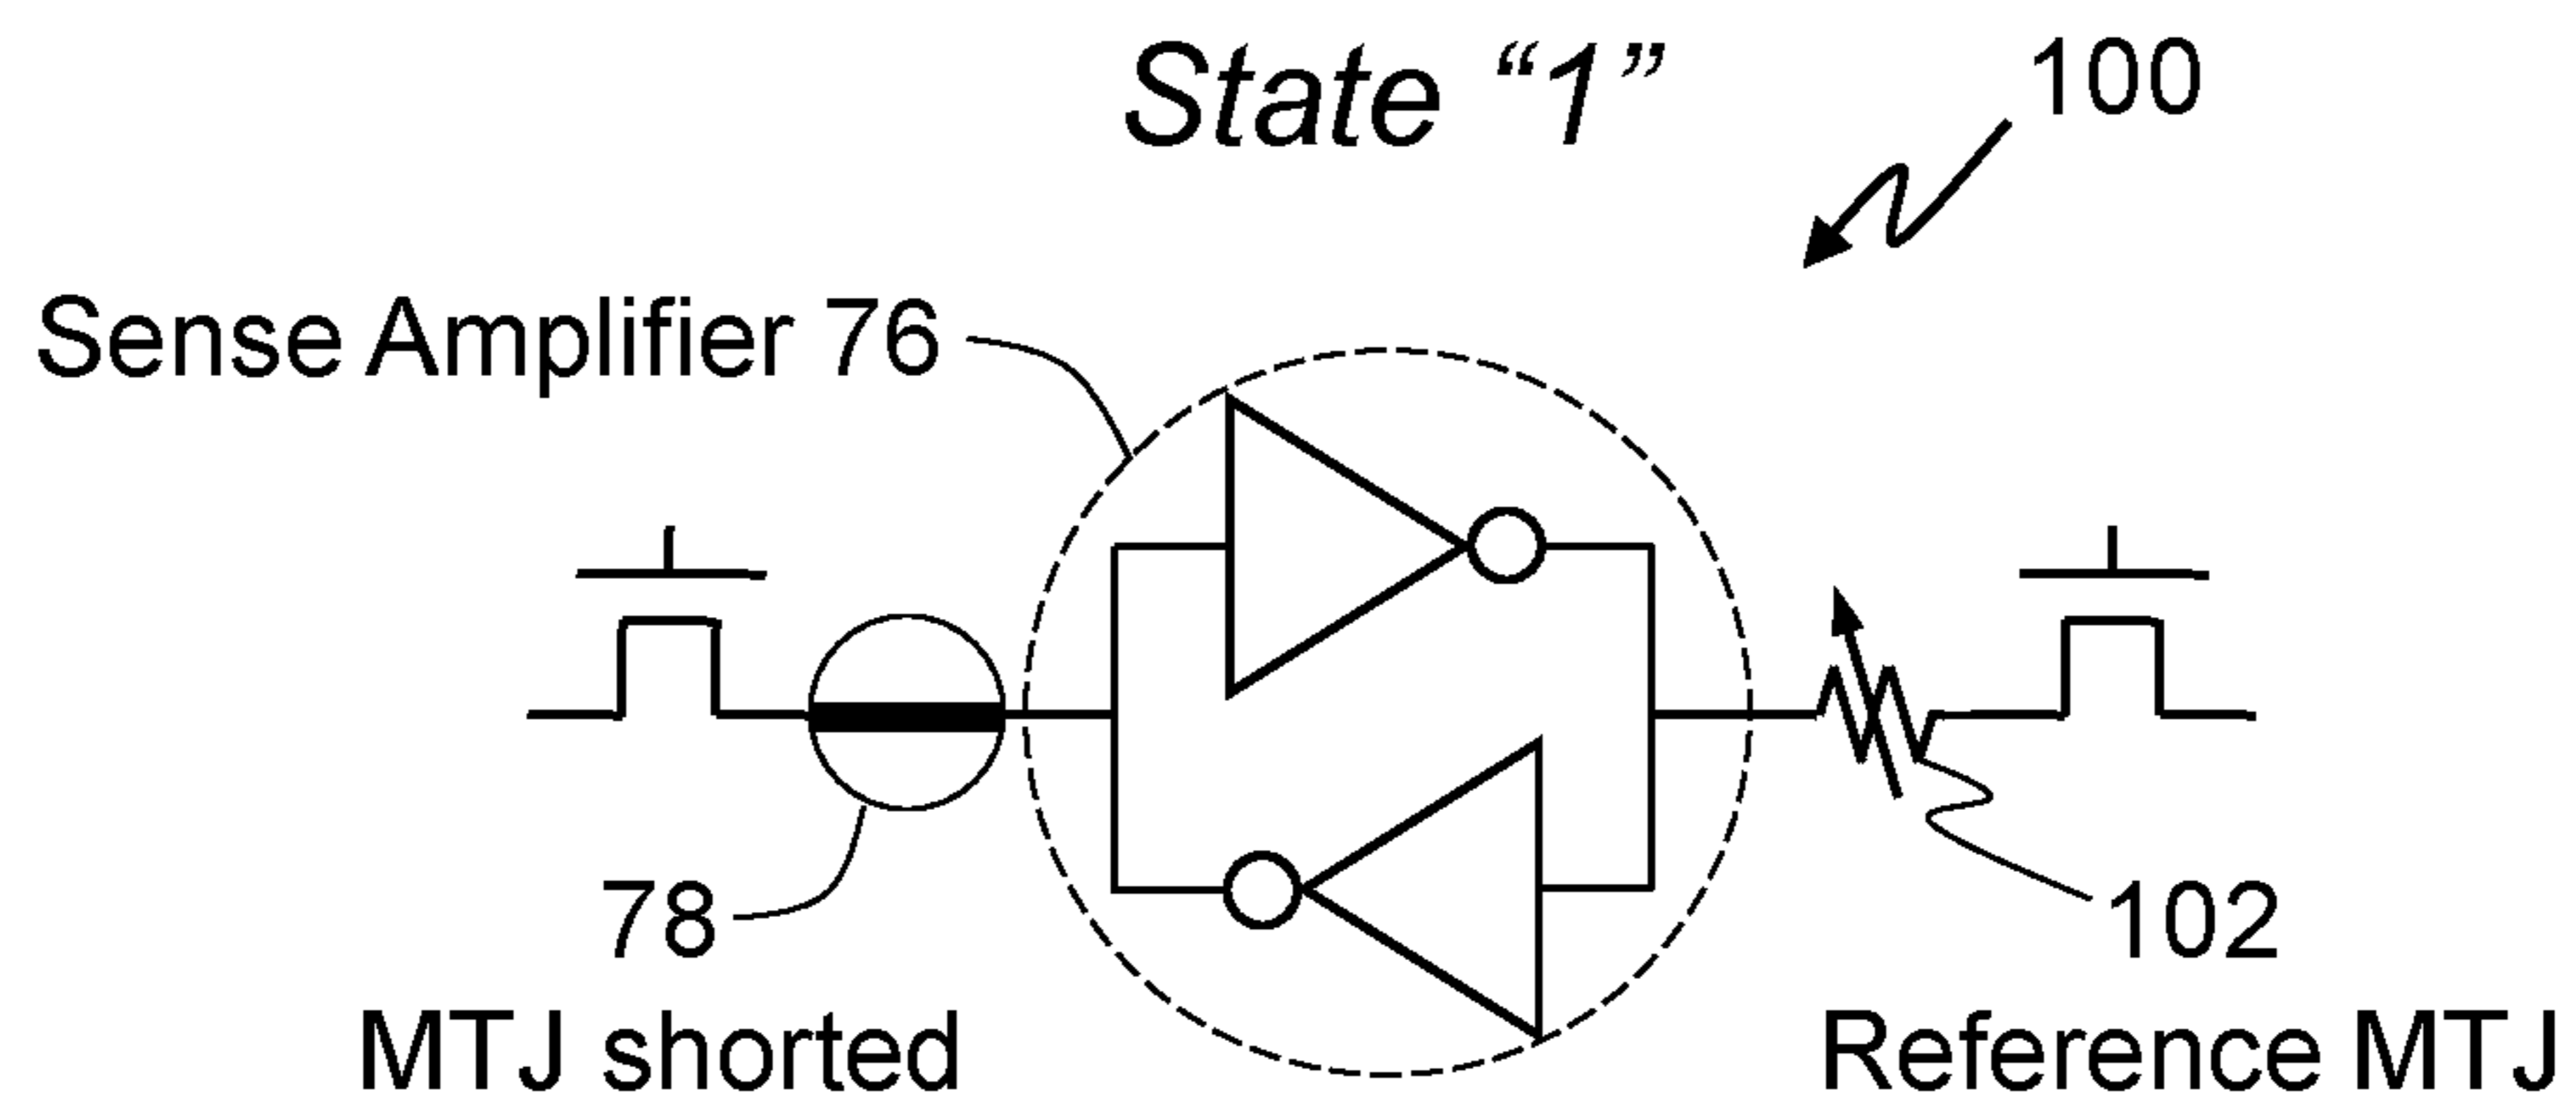 State “1”
100
Sense Amplifier 76
78
MTJ shorted
102
Reference MTJ